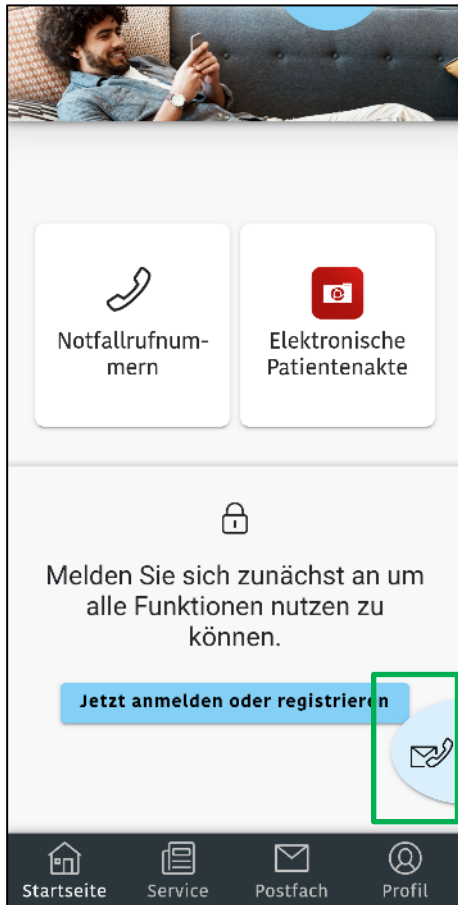 Notfallrufnum-
mern
Elektronische
Patientenakte
Melden Sie sich zunächst an um
alle Funktionen nutzen zu
können.
Jetzt anmelden oder registrieren
Startseite
Service
Postfach
Profil